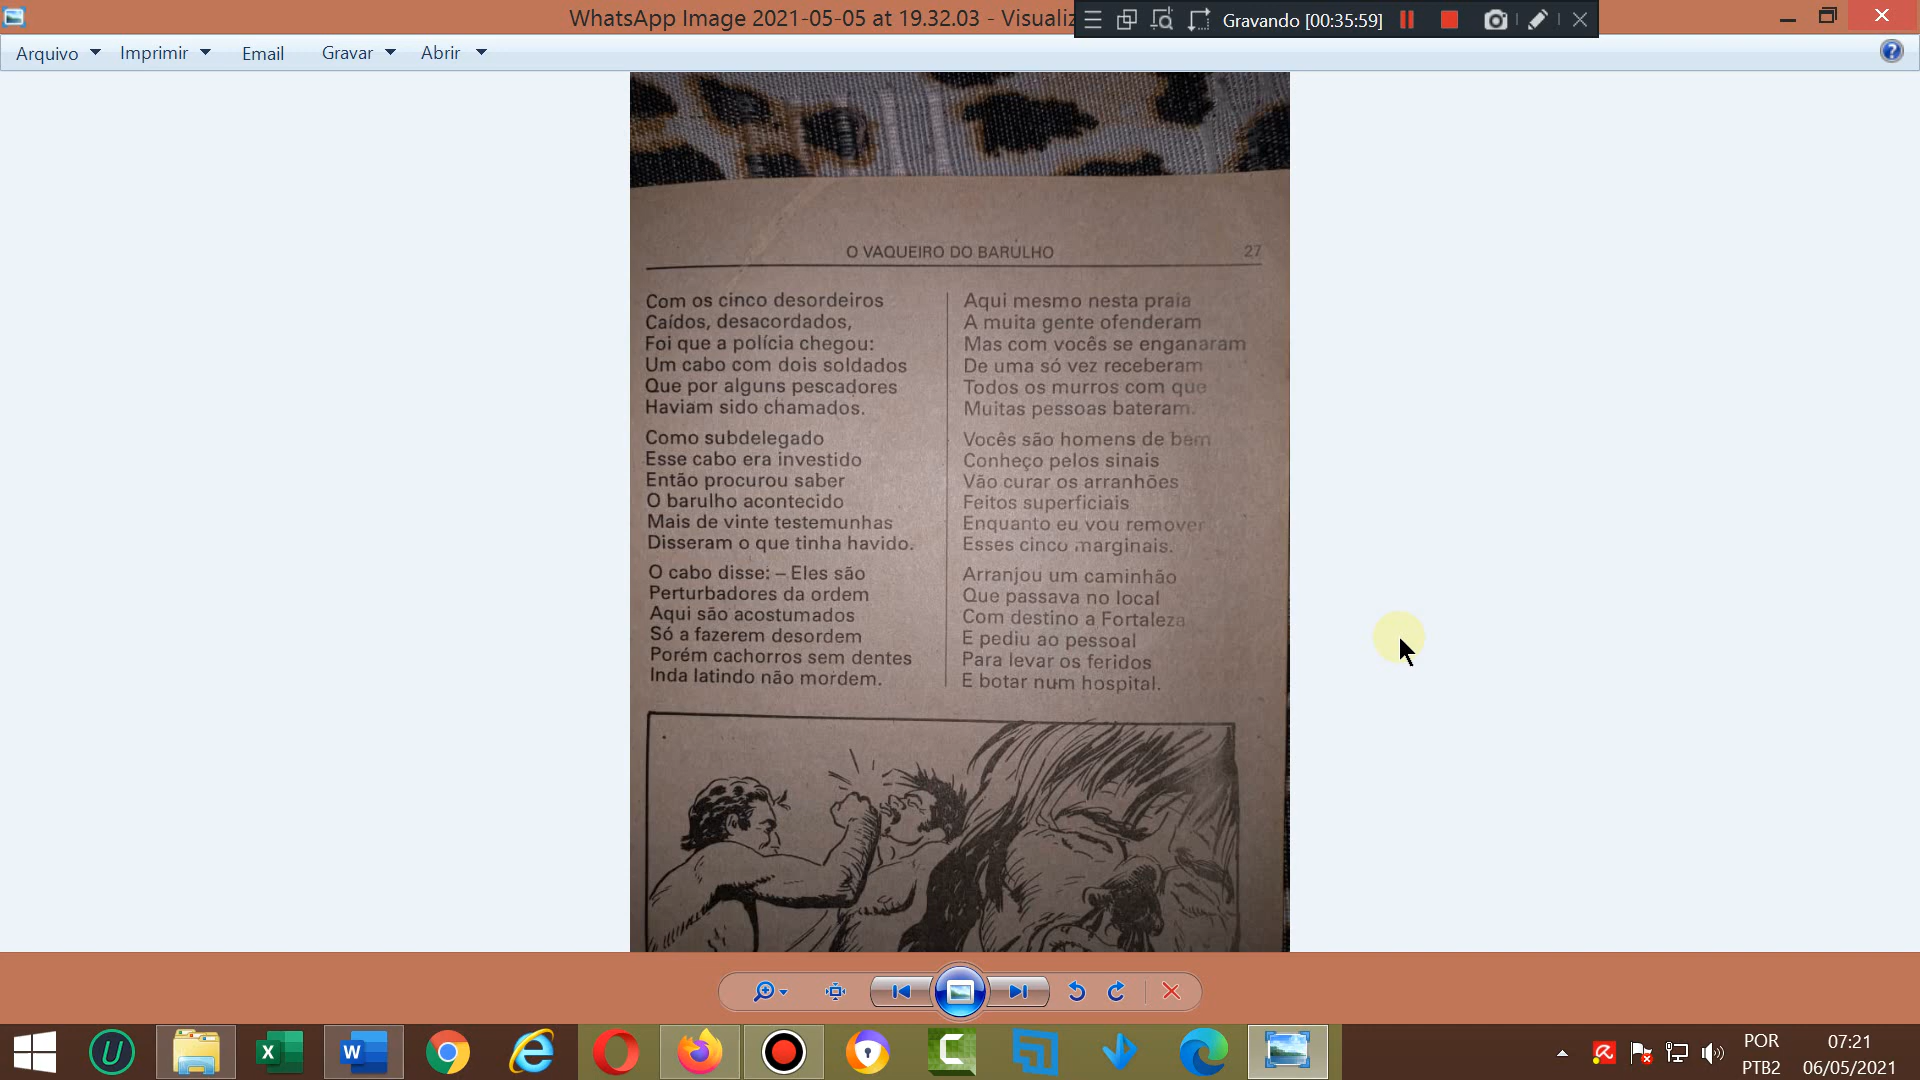 WhatsApp Image 2021-05-05 at 19.32.03 - Visualiz
Gravando [00:35:59]
Arquivo Imprimir Email Gravar Abrir
O VAQUEIRO DO BARULHO 27
Com os cinco desordeiros
Caídos, desacordados,
Foi que a polícia chegou:
Um cabo com dois soldados
Que por alguns pescadores
Haviam sido chamados.
Como subdelegado
Esse cabo era investido
Então procurou saber
O barulho acontecido
Mais de vinte testemunhas
Disseram o que tinha havido.
O cabo disse: – Eles são
Perturbadores da ordem
Aqui são acostumados
Só a fazerem desordem
Porém cachorros sem dentes
Inda latindo não mordem.
Aqui mesmo nesta praia
A muita gente ofenderam
Mas com vocês se enganaram
De uma só vez receberam
Todos os murros com que
Muitas pessoas bateram.
Vocês são homens de bem
Conheço pelos sinais
Vão curar os arranhões
Feitos superficiais
Enquanto eu vou remover
Esses cinco marginais.
Arranjou um caminhão
Que passava no local
Com destino a Fortaleza
E pediu ao pessoal
Para levar os feridos
E botar num hospital.
POR
PTB2
07:21
06/05/2021